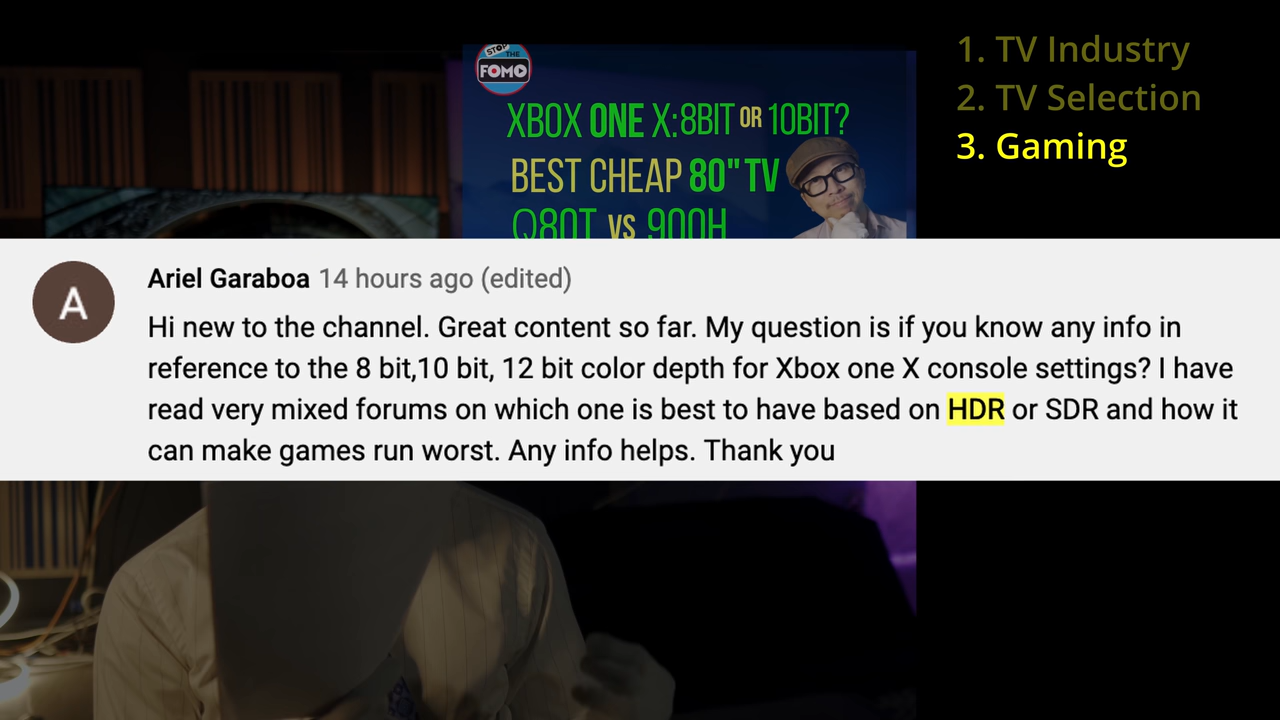 STOP
THE
FOMO
XBOX ONE X:8BIT OR 10BIT?
BEST CHEAP 80" TV
Q80T VS 900H
1. TV Industry
2. TV Selection
3. Gaming
A
Ariel Garaboa 14 hours ago (edited)
Hi new to the channel. Great content so far. My question is if you know any info in
reference to the 8 bit,10 bit, 12 bit color depth for Xbox one X console settings? I have
read very mixed forums on which one is best to have based on HDR or SDR and how it
can make games run worst. Any info helps. Thank you